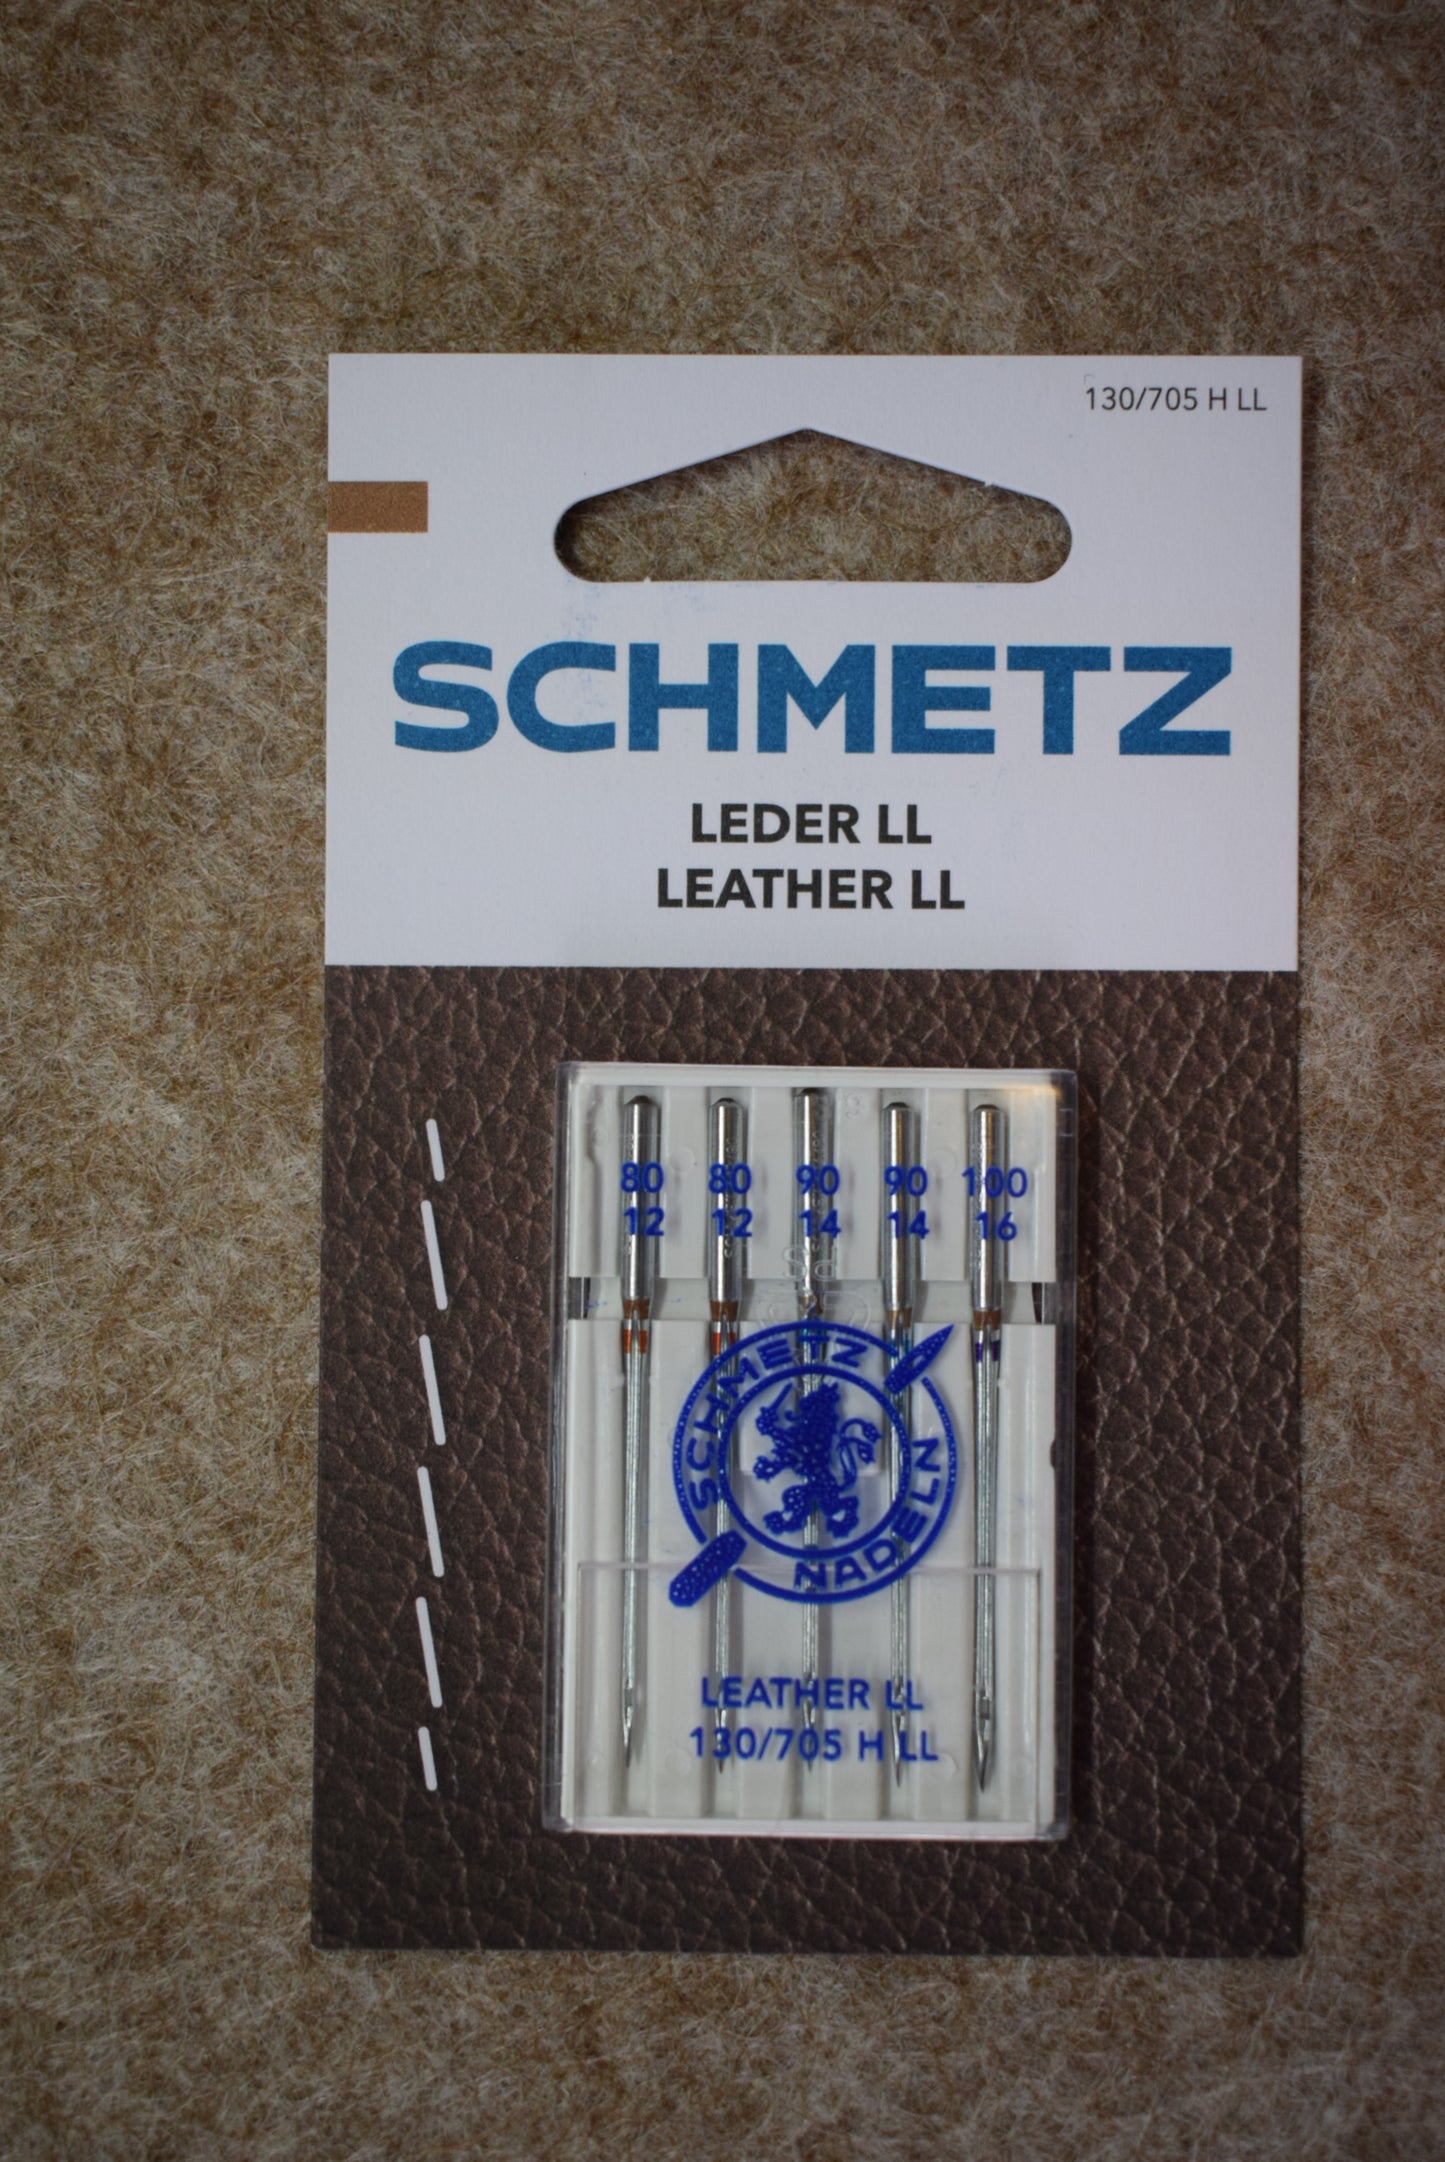 130/705 H LL
SCHMETZ
LEDER LL
LEATHER LL
80 80 90 90 100
12 12 14 14 16
SCHMETZ
NADELN
LEATHER LL
130/705 H LL